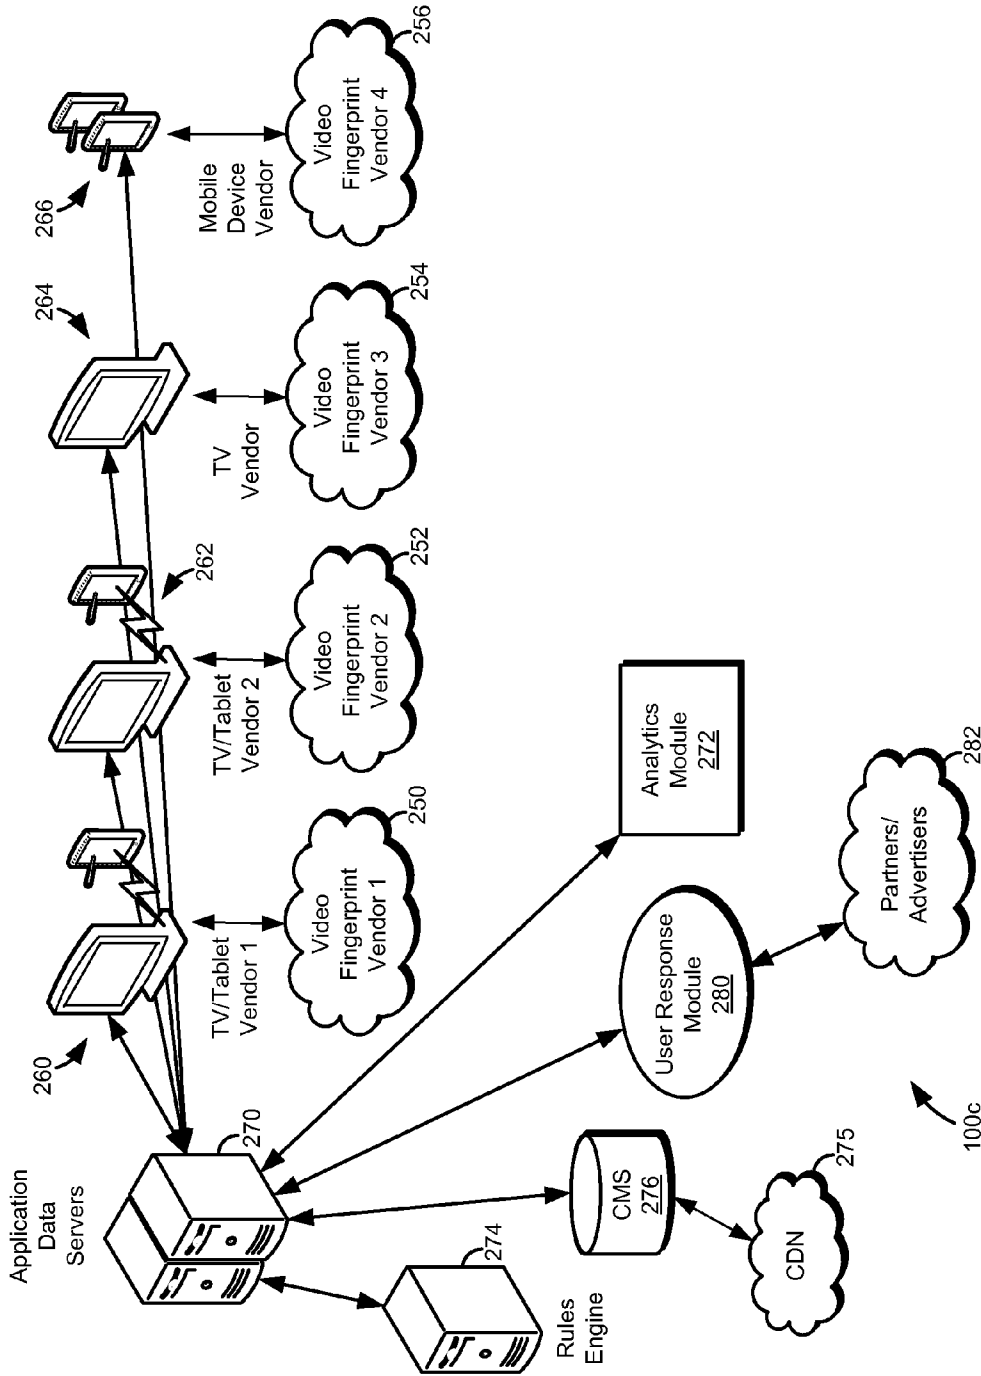 266
264
262
260
Mobile
Device
Vendor
TV
Vendor
TV/Tablet
Vendor 2
TV/Tablet
Vendor 1
Video
Fingerprint
Vendor 4
256
Video
Fingerprint
Vendor 3
254
Video
Fingerprint
Vendor 2
252
Video
Fingerprint
Vendor 1
250
Application
Data
Servers
270
274
Rules
Engine
CMS
276
CDN
275
User Response
Module
280
Analytics
Module
272
Partners/
Advertisers
282
100c